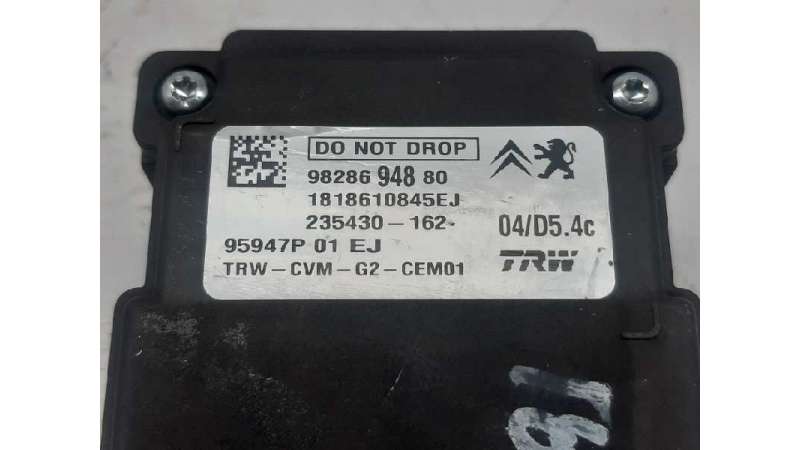 DO NOT DROP
98286 948 80
1818610845EJ
235430-162-
04/D5.4c
95947P 01 EJ
TRW-CVM-G2-CEM01
TRW
18